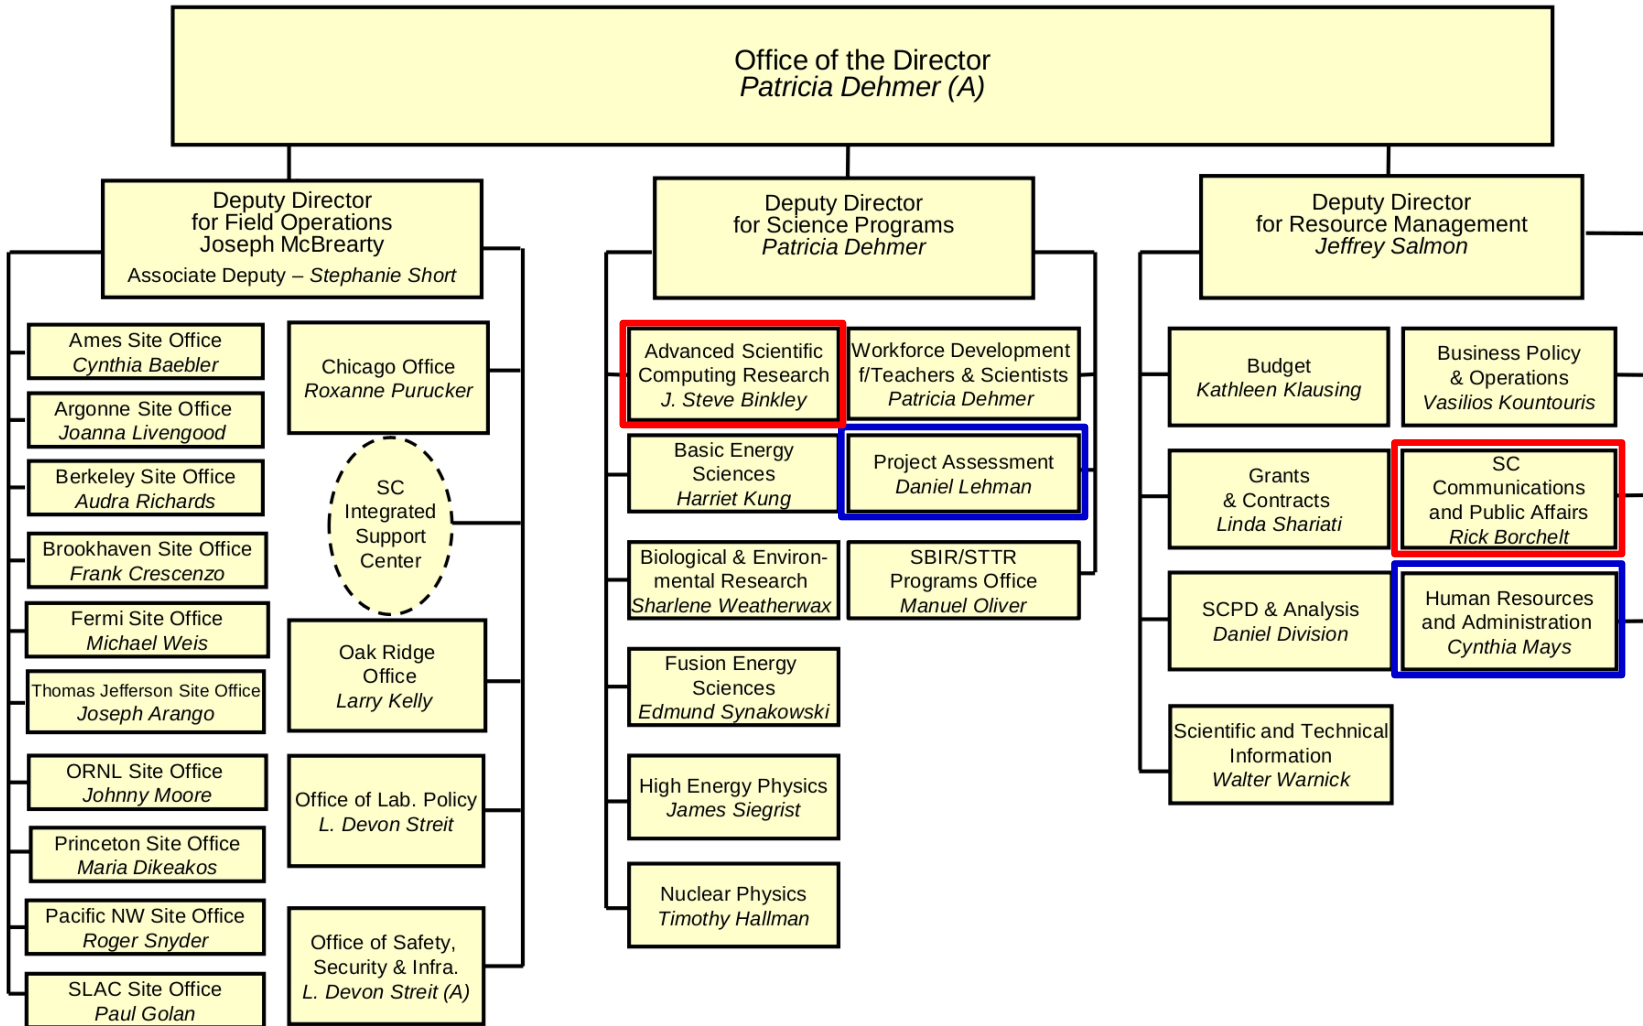 Office of the Director
Patricia Dehmer (A)
Deputy Director
for Field Operations
Joseph McBrearty
Associate Deputy – Stephanie Short
Ames Site Office
Cynthia Baebler
Argonne Site Office
Joanna Livengood
Berkeley Site Office
Audra Richards
Brookhaven Site Office
Frank Crescenzo
Fermi Site Office
Michael Weis
Thomas Jefferson Site Office
Joseph Arango
ORNL Site Office
Johnny Moore
Princeton Site Office
Maria Dikeakos
Pacific NW Site Office
Roger Snyder
SLAC Site Office
Paul Golan
Chicago Office
Roxanne Purucker
SC
Integrated
Support
Center
Oak Ridge
Office
Larry Kelly
Office of Lab. Policy
L. Devon Streit
Office of Safety,
Security & Infra.
L. Devon Streit (A)
Deputy Director
for Science Programs
Patricia Dehmer
Advanced Scientific
Computing Research
J. Steve Binkley
Basic Energy
Sciences
Harriet Kung
Biological & Environ-
mental Research
Sharlene Weatherwax
Fusion Energy
Sciences
Edmund Synakowski
High Energy Physics
James Siegrist
Nuclear Physics
Timothy Hallman
Workforce Development
f/Teachers & Scientists
Patricia Dehmer
Project Assessment
Daniel Lehman
SBIR/STTR
Programs Office
Manuel Oliver
Deputy Director
for Resource Management
Jeffrey Salmon
Budget
Kathleen Klausing
Grants
& Contracts
Linda Shariati
SCPD & Analysis
Daniel Division
Scientific and Technical
Information
Walter Warnick
Business Policy
& Operations
Vasilios Kountouris
SC
Communications
and Public Affairs
Rick Borchelt
Human Resources
and Administration
Cynthia Mays